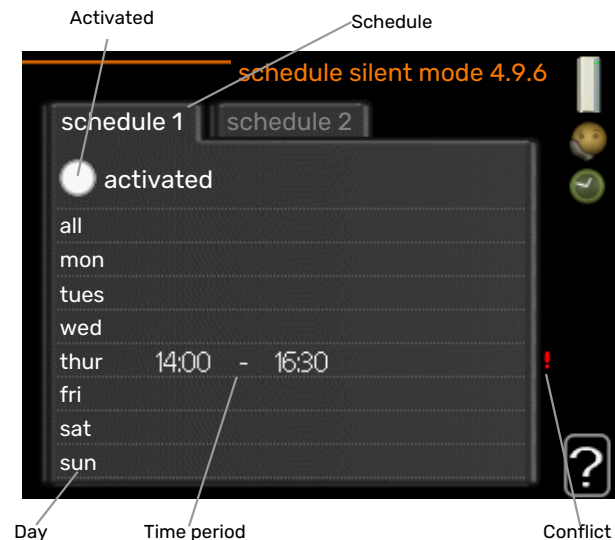 Activated
Schedule
schedule silent mode 4.9.6
schedule 1 schedule 2
activated
all
mon
tues
wed
thur 14:00 - 16:30 !
fri
sat
sun
?
Day Time period Conflict